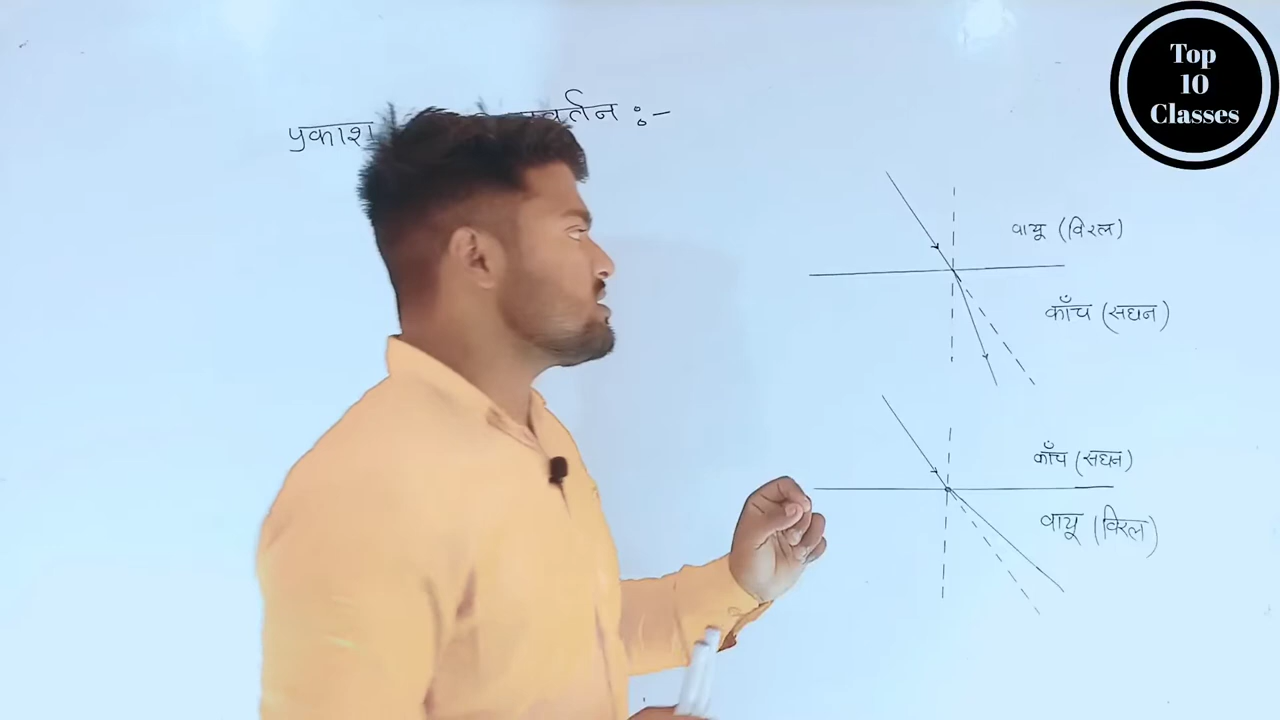 प्रकाश :-
Top
10
Classes
वायू (विरल)
काँच (सघन)
काँच (सघन)
वायू (विरल)